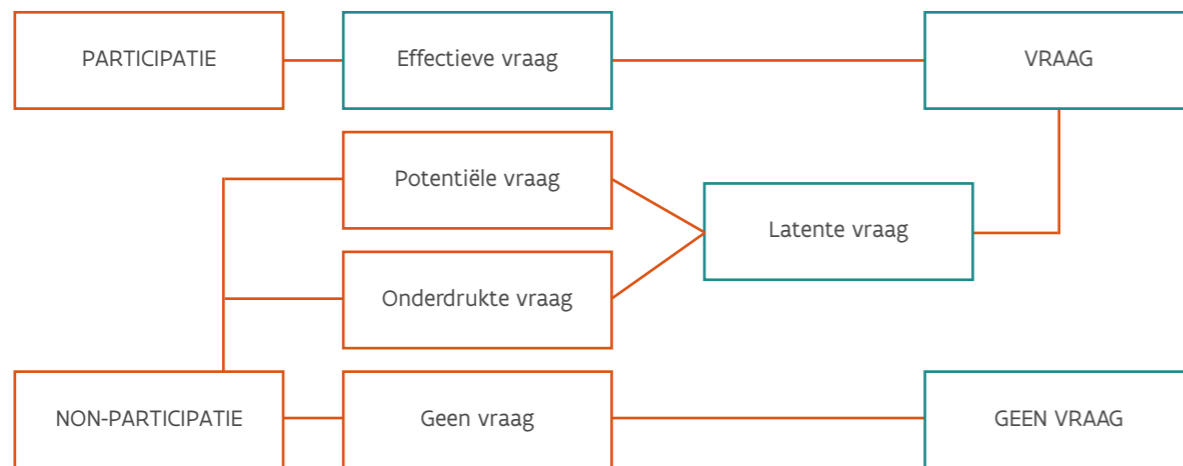 PARTICIPATIE
Effectieve vraag
VRAAG
Potentiële vraag
Latente vraag
Onderdrukte vraag
NON-PARTICIPATIE
Geen vraag
GEEN VRAAG